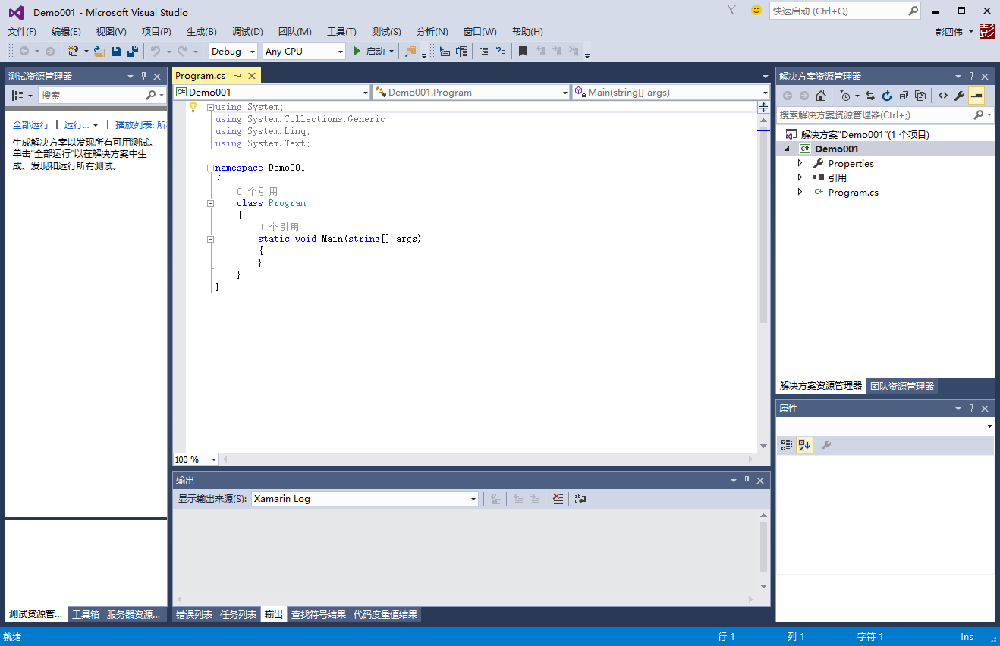 Demo001 - Microsoft Visual Studio
快速启动 (Ctrl+Q)
文件(F) 编辑(E) 视图(V) 项目(P) 生成(B) 调试(D) 团队(M) 工具(T) 测试(S) 分析(N) 窗口(W) 帮助(H)
彭四伟
彭
Debug Any CPU 启动
测试资源管理器
搜索
全部运行 运行... 播放列表: 所
生成解决方案以发现所有可用测试。
单击"全部运行"以在解决方案中生
成、发现和运行所有测试。
测试资源管... 工具箱 服务器资源...
Program.cs
Demo001 Demo001.Program Main(string[] args)
using System;
using System.Collections.Generic;
using System.Linq;
using System.Text;
namespace Demo001
{
0 个引用
class Program
{
0 个引用
static void Main(string[] args)
{
}
}
}
100 %
输出
显示输出来源(S): Xamarin Log
错误列表 任务列表 输出 查找符号结果 代码度量值结果
解决方案资源管理器
搜索解决方案资源管理器(Ctrl+;)
解决方案"Demo001"(1 个项目)
C# Demo001
Properties
引用
C# Program.cs
解决方案资源管理器 团队资源管理器
属性
就绪 行 1 列 1 字符 1 Ins